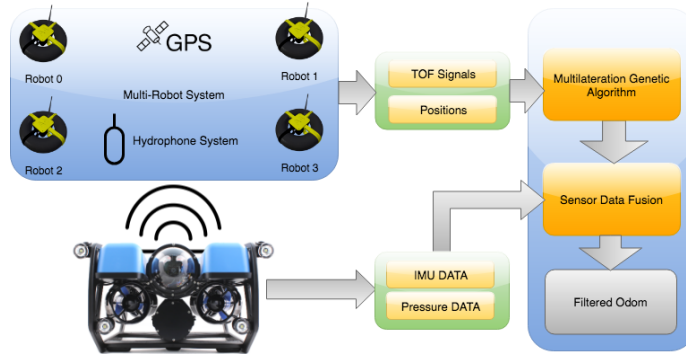 GPS
Robot 0
Robot 1
Multi-Robot System
Hydrophone System
Robot 2
Robot 3
TOF Signals
Positions
Multilateration Genetic
Algorithm
Sensor Data Fusion
IMU DATA
Pressure DATA
Filtered Odom